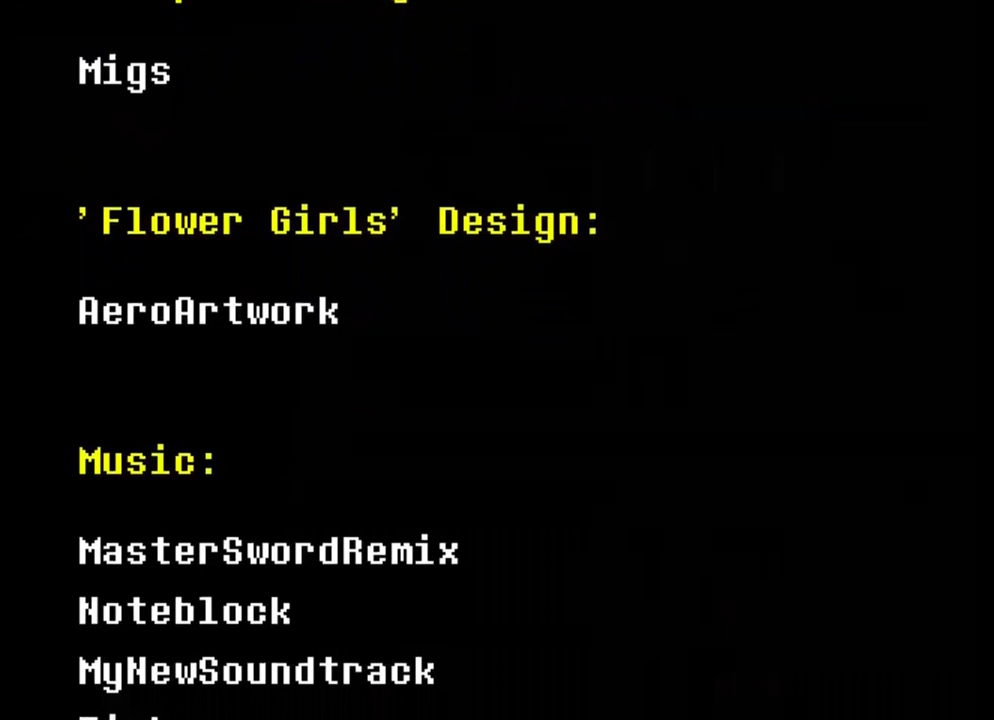 Migs
'Flower Girls' Design:
AeroArtwork
Music:
MasterSwordRemix
Noteblock
MyNewSoundtrack